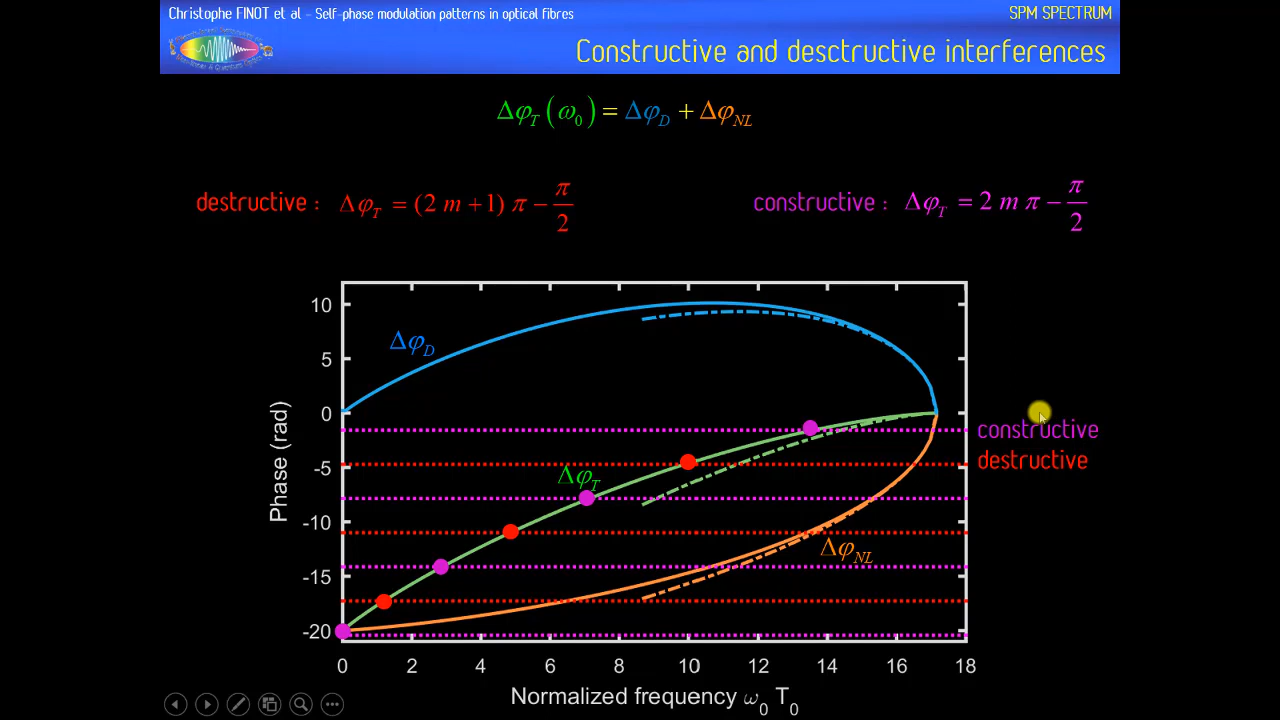 Christophe FINOT et al – Self-phase modulation patterns in optical fibres
SPM SPECTRUM
Constructive and desctructive interferences
Δφ_T(ω_0) = Δφ_D + Δφ_NL
destructive : Δφ_T = (2 m + 1) π − π/2
constructive : Δφ_T = 2 m π − π/2
10
5
0
-5
-10
-15
-20
Phase (rad)
Δφ_D
Δφ_T
Δφ_NL
constructive
destructive
0 2 4 6 8 10 12 14 16 18
Normalized frequency ω_0 T_0